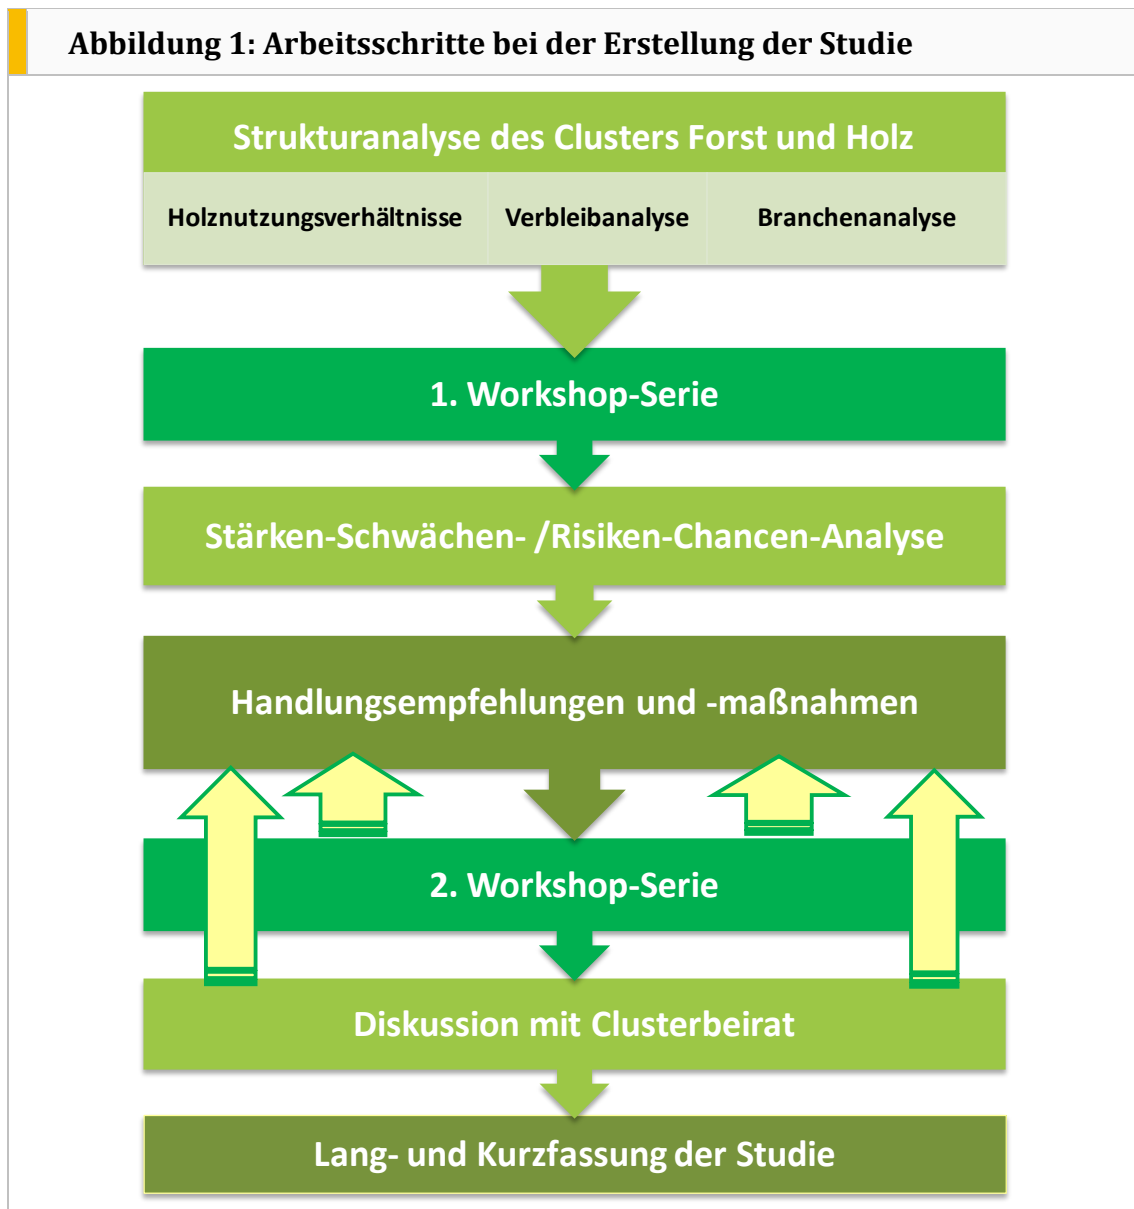 Abbildung 1: Arbeitsschritte bei der Erstellung der Studie
Strukturanalyse des Clusters Forst und Holz
Holznutzungsverhältnisse Verbleibanalyse Branchenanalyse
1. Workshop-Serie
Stärken-Schwächen- /Risiken-Chancen-Analyse
Handlungsempfehlungen und -maßnahmen
2. Workshop-Serie
Diskussion mit Clusterbeirat
Lang- und Kurzfassung der Studie